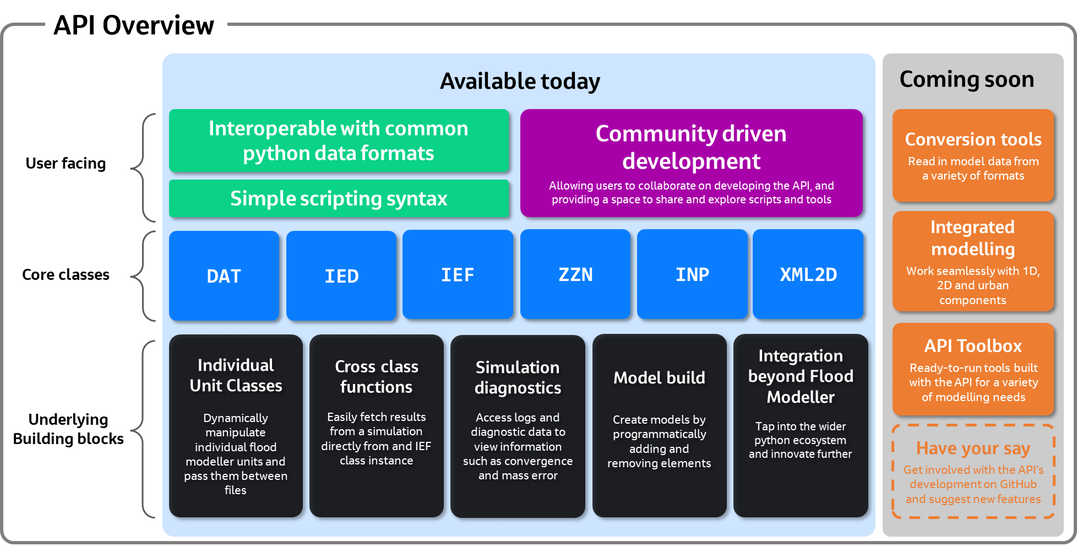 API Overview
Available today
Coming soon
User facing
Interoperable with common
python data formats
Simple scripting syntax
Community driven
development
Allowing users to collaborate on developing the API, and
providing a space to share and explore scripts and tools
Core classes
DAT
IED
IEF
ZZN
INP
XML2D
Underlying
Building blocks
Individual
Unit Classes
Dynamically
manipulate
individual flood
modeller units and
pass them between
files
Cross class
functions
Easily fetch results
from a simulation
directly from and IEF
class instance
Simulation
diagnostics
Access logs and
diagnostic data to
view information
such as convergence
and mass error
Model build
Create models by
programmatically
adding and
removing elements
Integration
beyond Flood
Modeller
Tap into the wider
python ecosystem
and innovate further
Conversion tools
Read in model data from
a variety of formats
Integrated
modelling
Work seamlessly with 1D,
2D and urban
components
API Toolbox
Ready-to-run tools built
with the API for a variety
of modelling needs
Have your say
Get involved with the API's
development on GitHub
and suggest new features